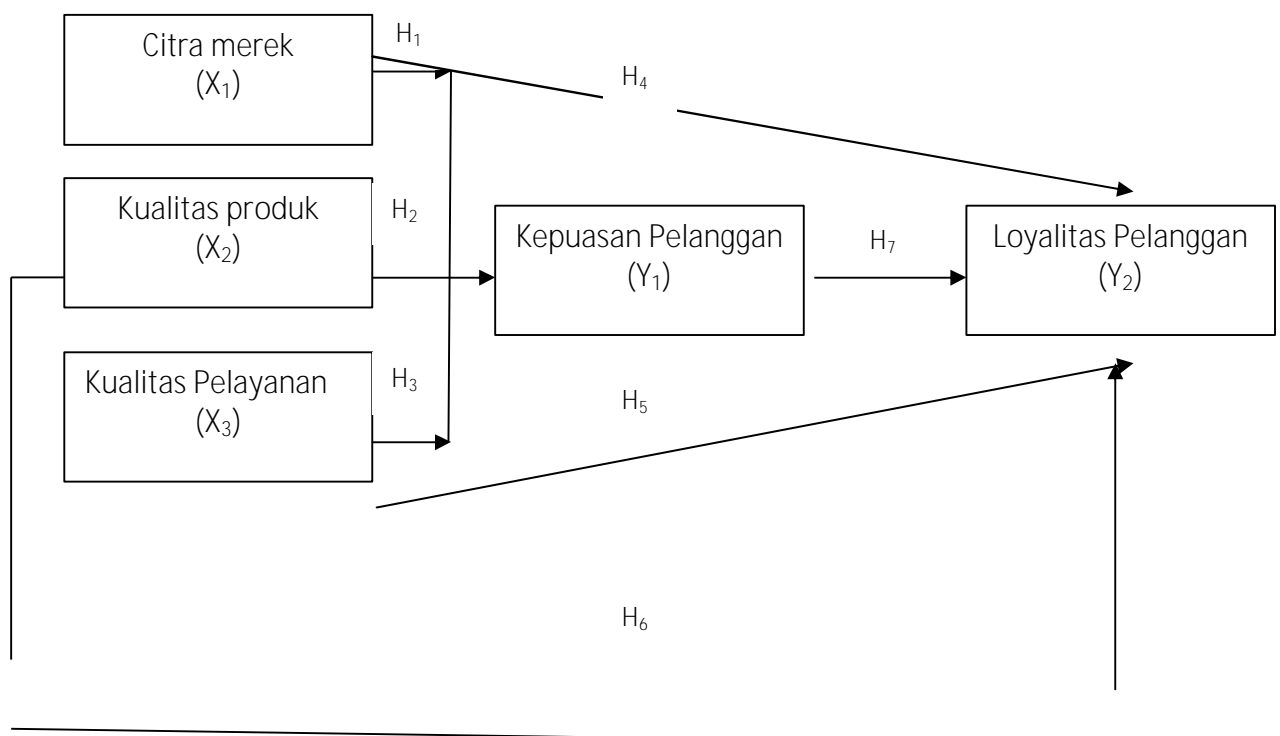 Citra merek
(X₁)
H₁
H₄
Kualitas produk
(X₂)
H₂
Kepuasan Pelanggan
(Y₁)
H₇
Loyalitas Pelanggan
(Y₂)
Kualitas Pelayanan
(X₃)
H₃
H₅
H₆